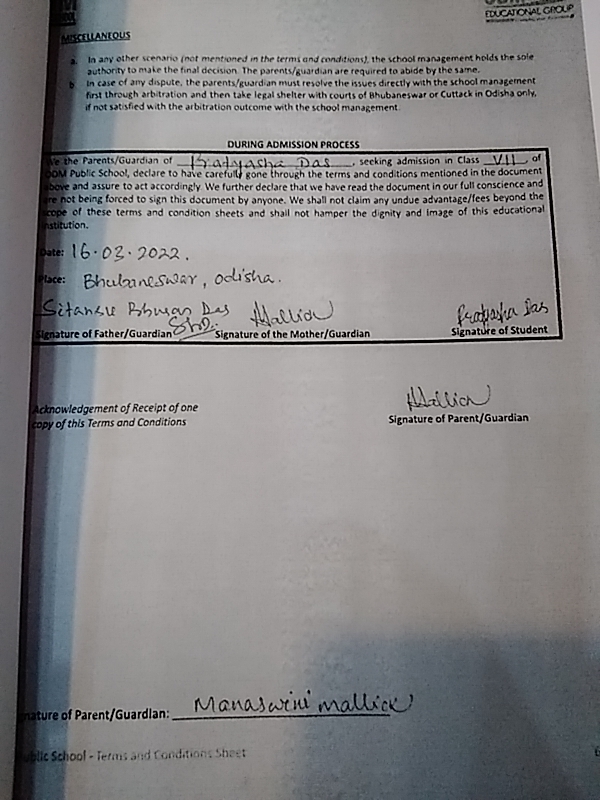 EDUCATIONAL GROUP
MISCELLANEOUS
a. In any other scenario (not mentioned in the terms and conditions), the school management holds the sole
authority to make the final decision. The parents/guardian are required to abide by the same.
b. In case of any dispute, the parents/guardian must resolve the issues directly with the school management
first through arbitration and then take legal shelter with courts of Bhubaneswar or Cuttack in Odisha only,
if not satisfied with the arbitration outcome with the school management.
DURING ADMISSION PROCESS
We the Parents/Guardian of Pratyasha Das, seeking admission in Class VII, of
ODM Public School, declare to have carefully gone through the terms and conditions mentioned in the document
above and assure to act accordingly. We further declare that we have read the document in our full conscience and
are not being forced to sign this document by anyone. We shall not claim any undue advantage/fees beyond the
scope of these terms and condition sheets and shall not hamper the dignity and image of this educational
institution.
Date: 16.03.2022.
Place: Bhubaneswar, Odisha.
Sitansu Bhusan Das Mallick Pratyasha Das
Signature of Father/Guardian Signature of the Mother/Guardian Signature of Student
Mallick
Acknowledgement of Receipt of one
copy of this Terms and Conditions
Signature of Parent/Guardian
nature of Parent/Guardian: Manaswini Mallick
Public School - Terms and Conditions Sheet